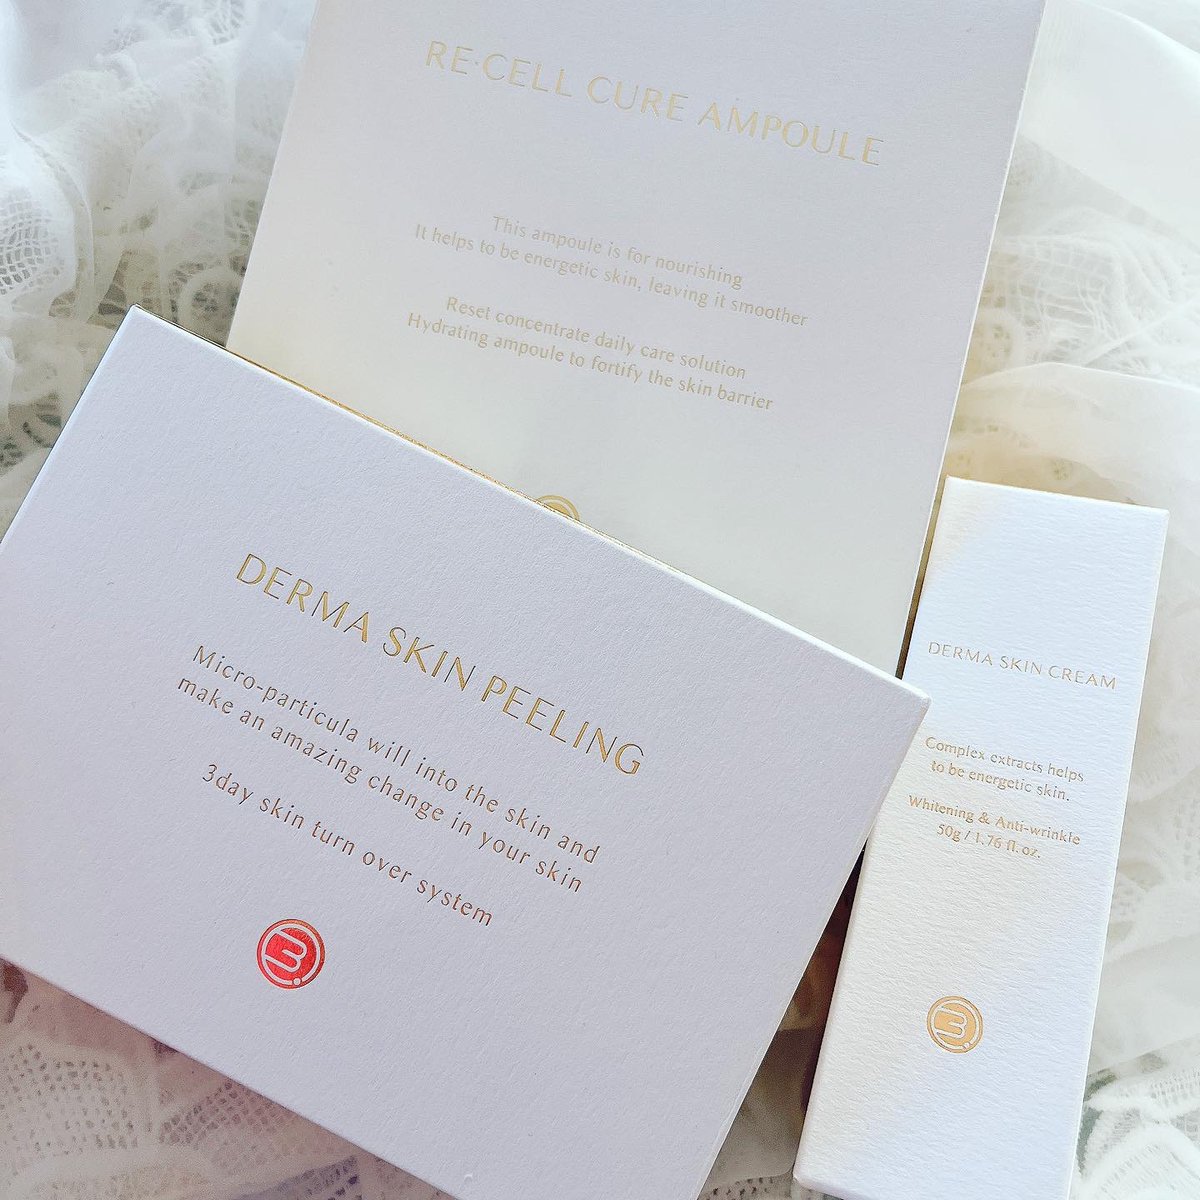 RE·CELL CURE AMPOULE
This ampoule is for nourishing
It helps to be energetic skin, leaving it smoother
Reset concentrate daily care solution
Hydrating ampoule to fortify the skin barrier
DERMA SKIN PEELING
Micro-particula will into the skin and
make an amazing change in your skin
3day skin turn over system
DERMA SKIN CREAM
Complex extracts helps
to be energetic skin.
Whitening & Anti-wrinkle
50g / 1.76 fl.oz.